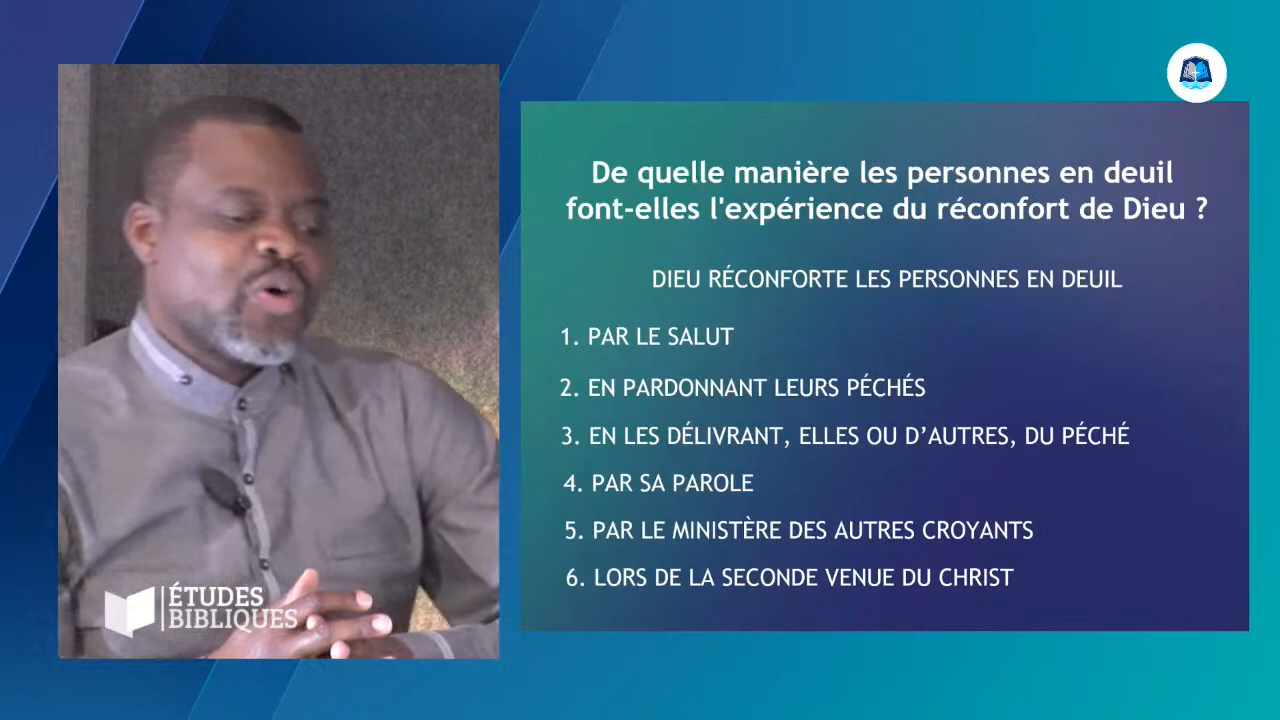 De quelle manière les personnes en deuil
font-elles l'expérience du réconfort de Dieu ?
DIEU RÉCONFORTE LES PERSONNES EN DEUIL
1. PAR LE SALUT
2. EN PARDONNANT LEURS PÉCHÉS
3. EN LES DÉLIVRANT, ELLES OU D’AUTRES, DU PÉCHÉ
4. PAR SA PAROLE
5. PAR LE MINISTÈRE DES AUTRES CROYANTS
6. LORS DE LA SECONDE VENUE DU CHRIST
ÉTUDES
BIBLIQUES